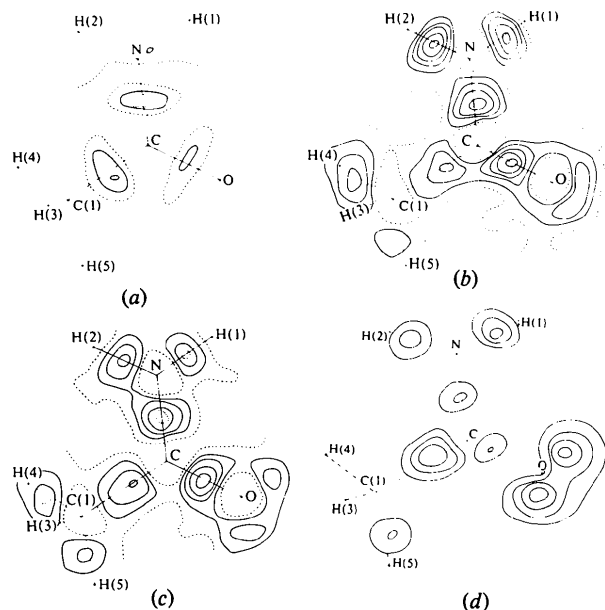 H(2) H(1)
N
C
H(4)
O
H(3) C(1)
H(5)
(a)
H(2) H(1)
N
C
H(4)
O
H(3) C(1)
H(5)
(b)
H(2) H(1)
N
C
H(4)
C(1) O
H(3)
H(5)
(c)
H(2) H(1)
N
C
H(4)
O
C(1)
H(3)
H(5)
(d)